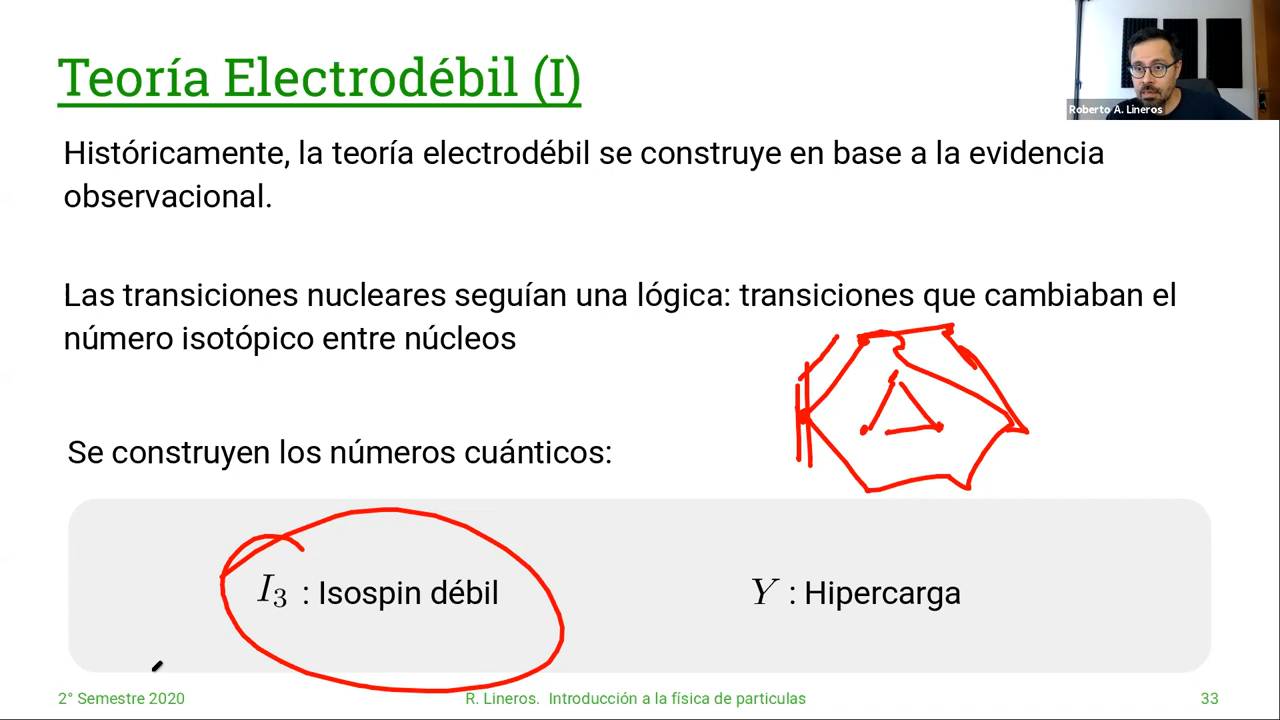 Teoría Electrodébil (I)
Roberto A. Lineros
Históricamente, la teoría electrodébil se construye en base a la evidencia
observacional.
Las transiciones nucleares seguían una lógica: transiciones que cambiaban el
número isotópico entre núcleos
Se construyen los números cuánticos:
I₃ : Isospin débil
Y : Hipercarga
2° Semestre 2020
R. Lineros. Introducción a la física de particulas
33